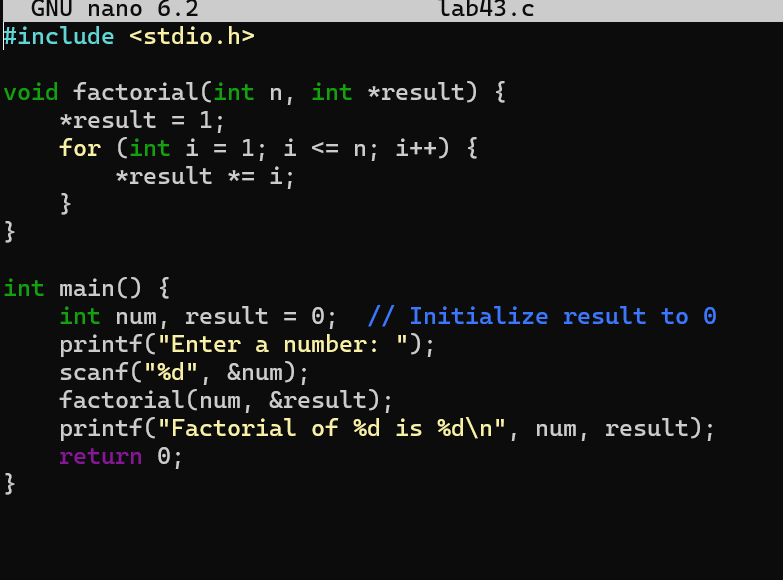 GNU nano 6.2 lab43.c
#include <stdio.h>
void factorial(int n, int *result) {
    *result = 1;
    for (int i = 1; i <= n; i++) {
        *result *= i;
    }
}
int main() {
    int num, result = 0;  // Initialize result to 0
    printf("Enter a number: ");
    scanf("%d", &num);
    factorial(num, &result);
    printf("Factorial of %d is %d\n", num, result);
    return 0;
}